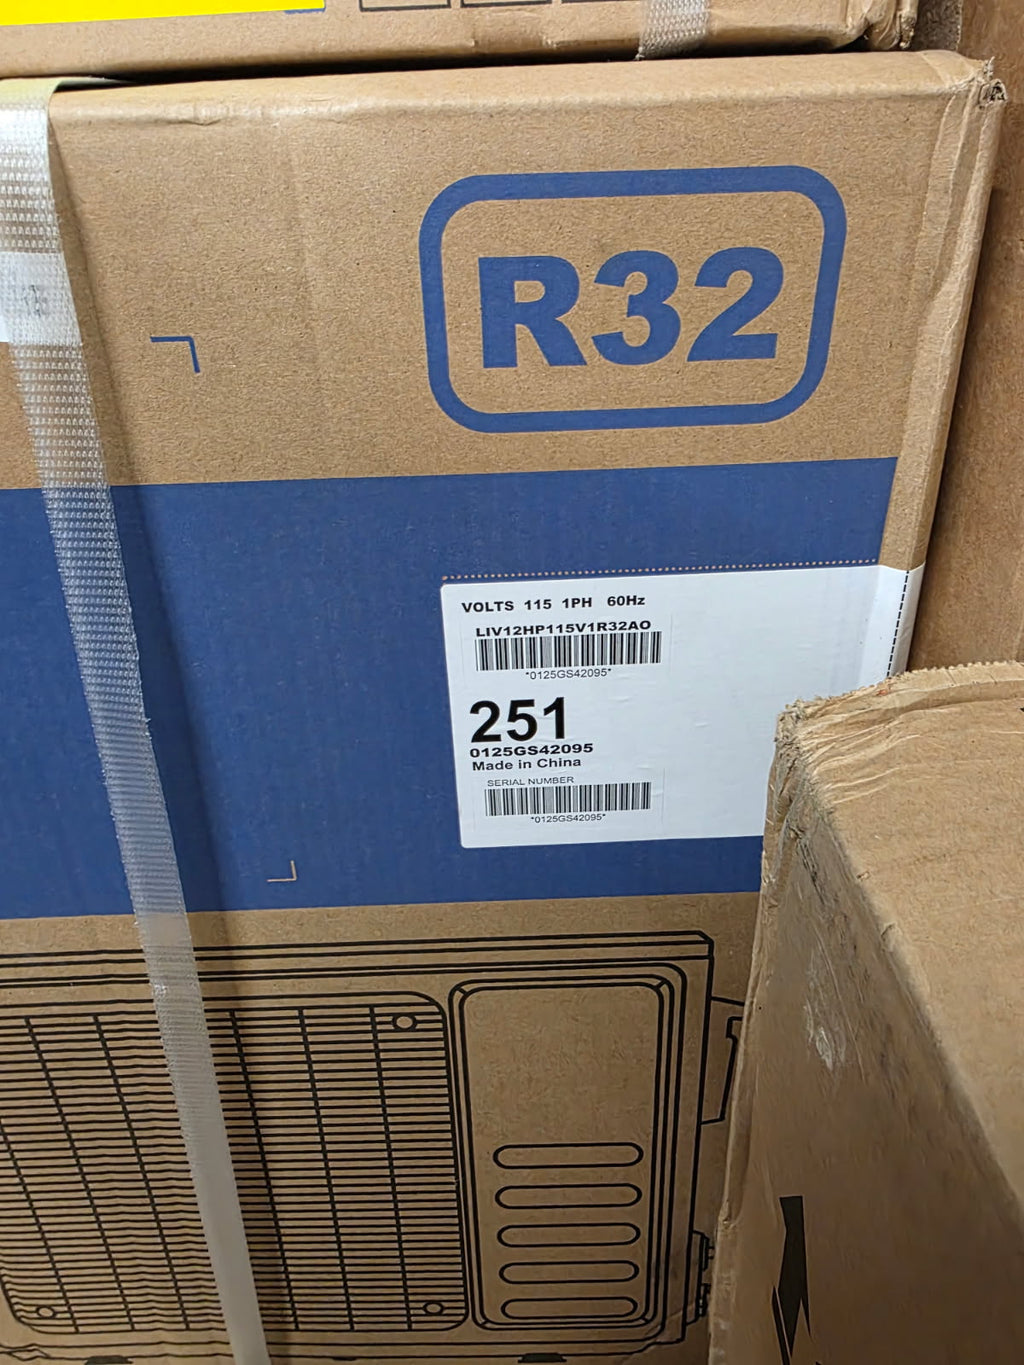 R32
VOLTS 115 1PH 60Hz
LIV12HP115V1R32AO
*0125GS42095*
251
0125GS42095
Made in China
SERIAL NUMBER
*0125GS42095*